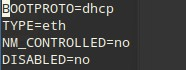 BOOTPROTO=dhcp
TYPE=eth
NM_CONTROLLED=no
DISABLED=no